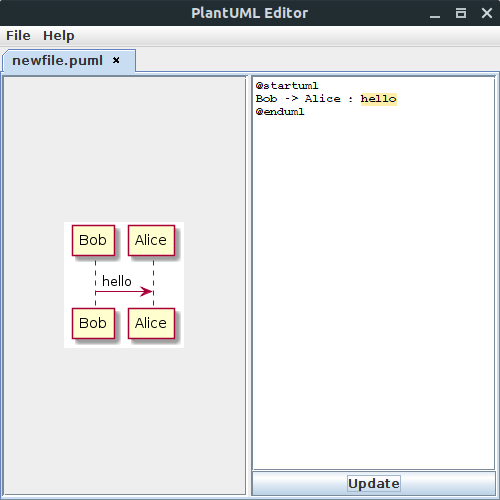 PlantUML Editor
File Help
newfile.puml ×
Bob Alice
hello
Bob Alice
@startuml
Bob -> Alice : hello
@enduml
Update